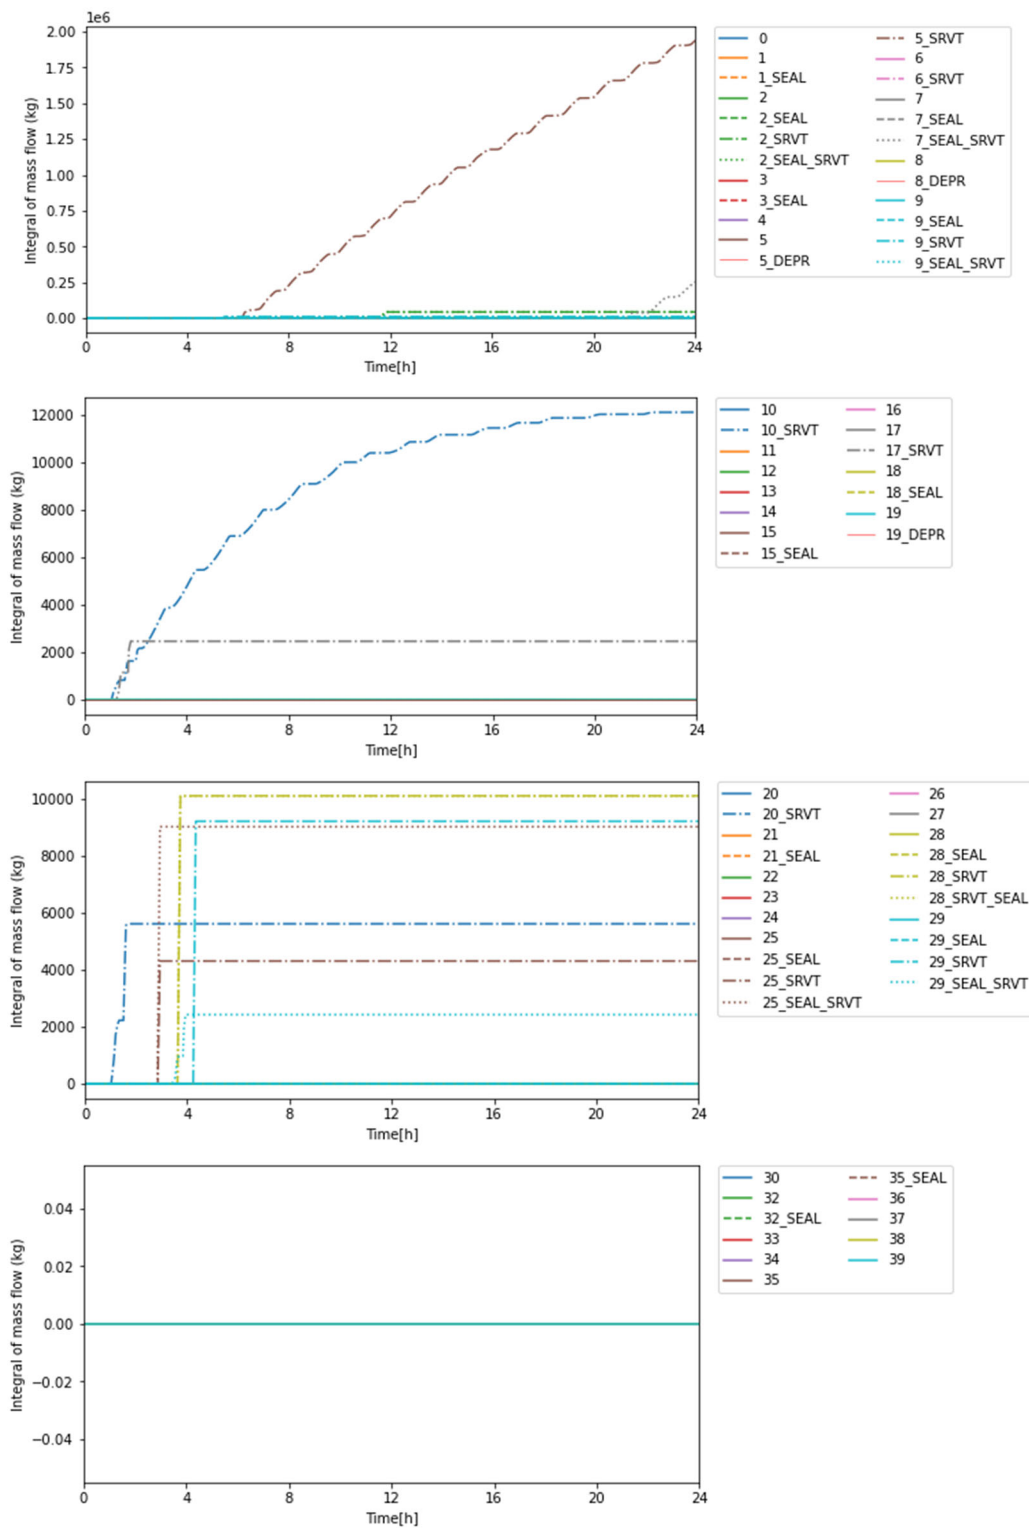 1e6
2.00
1.75
1.50
1.25
1.00
0.75
0.50
0.25
0.00
Integral of mass flow (kg)
0 4 8 12 16 20 24
Time[h]
0 5_SRVT
1 6
1_SEAL 6_SRVT
2 7
2_SEAL 7_SEAL
2_SRVT 7_SEAL_SRVT
2_SEAL_SRVT 8
3 8_DEPR
3_SEAL 9
4 9_SEAL
5 9_SRVT
5_DEPR 9_SEAL_SRVT
12000
10000
8000
6000
4000
2000
0
Integral of mass flow (kg)
0 4 8 12 16 20 24
Time[h]
10 16
10_SRVT 17
11 17_SRVT
12 18
13 18_SEAL
14 19
15 19_DEPR
15_SEAL
10000
8000
6000
4000
2000
0
Integral of mass flow (kg)
0 4 8 12 16 20 24
Time[h]
20 26
20_SRVT 27
21 28
21_SEAL 28_SEAL
22 28_SRVT
23 28_SRVT_SEAL
24 29
25 29_SEAL
25_SEAL 29_SRVT
25_SRVT 29_SEAL_SRVT
25_SEAL_SRVT
0.04
0.02
0.00
−0.02
−0.04
Integral of mass flow (kg)
0 4 8 12 16 20 24
Time[h]
30 35_SEAL
32 36
32_SEAL 37
33 38
34 39
35